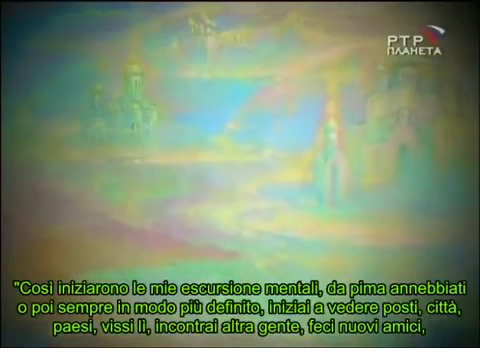 РТР
ПЛАНЕТА
"Così iniziarono le mie escursione mentali, da pima annebbiati
o poi sempre in modo più definito, iniziai a vedere posti, città,
paesi, vissi lì, incontrai altra gente, feci nuovi amici,